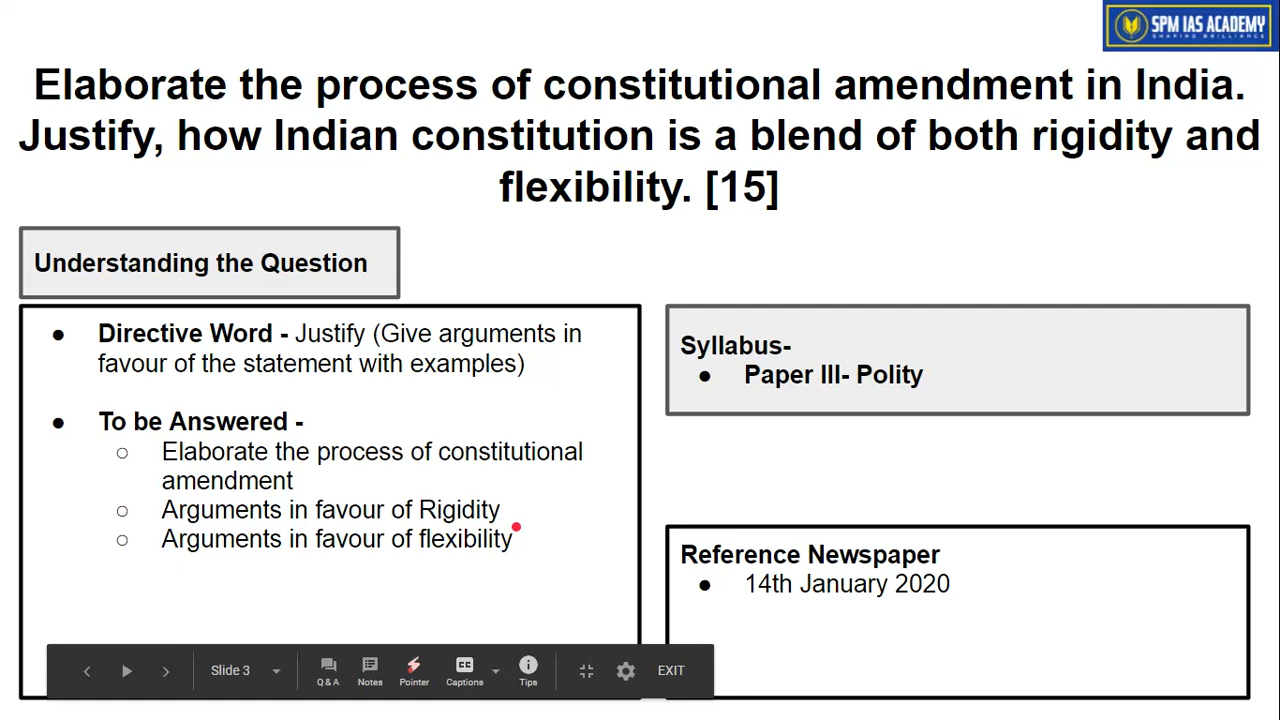 SPM IAS ACADEMY
SHAPING BRILLIANCE
Elaborate the process of constitutional amendment in India.
Justify, how Indian constitution is a blend of both rigidity and
flexibility. [15]
Understanding the Question
● Directive Word - Justify (Give arguments in
favour of the statement with examples)
● To be Answered -
○ Elaborate the process of constitutional
amendment
○ Arguments in favour of Rigidity
○ Arguments in favour of flexibility
Syllabus-
● Paper III- Polity
Reference Newspaper
● 14th January 2020
Slide 3
Q & A
Notes
Pointer
CC
Captions
Tips
EXIT